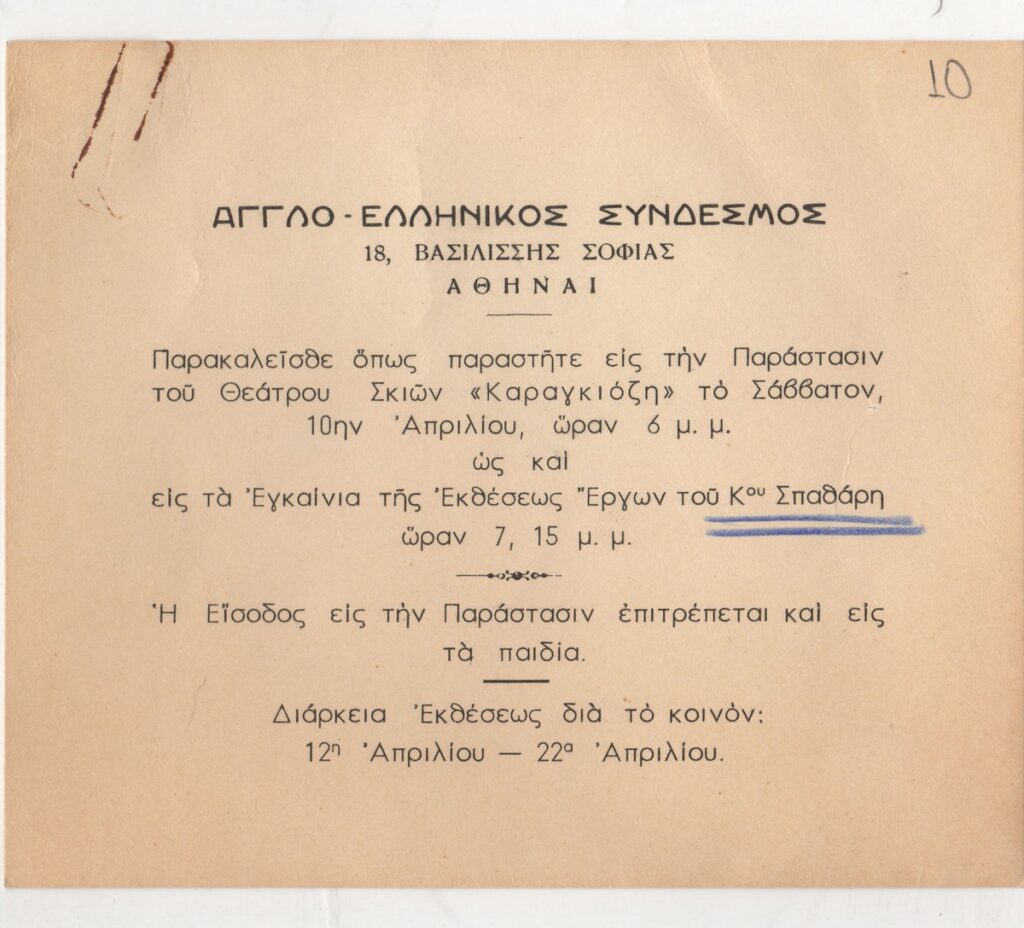 10
ΑΓΓΛΟ - ΕΛΛΗΝΙΚΟΣ ΣΥΝΔΕΣΜΟΣ
18, ΒΑΣΙΛΙΣΣΗΣ ΣΟΦΙΑΣ
ΑΘΗΝΑΙ
Παρακαλεῖσθε ὅπως παραστῆτε εἰς τὴν Παράστασιν
τοῦ Θεάτρου Σκιῶν «Καραγκιόζη» τὸ Σάββατον,
10ην Ἀπριλίου, ὥραν 6 μ. μ.
ὡς καὶ
εἰς τὰ Ἐγκαίνια τῆς Ἐκθέσεως Ἔργων τοῦ Κου Σπαθάρη
ὥραν 7, 15 μ. μ.
Ἡ Εἴσοδος εἰς τὴν Παράστασιν ἐπιτρέπεται καὶ εἰς
τὰ παιδία.
Διάρκεια Ἐκθέσεως διὰ τὸ κοινόν:
12η Ἀπριλίου — 22α Ἀπριλίου.